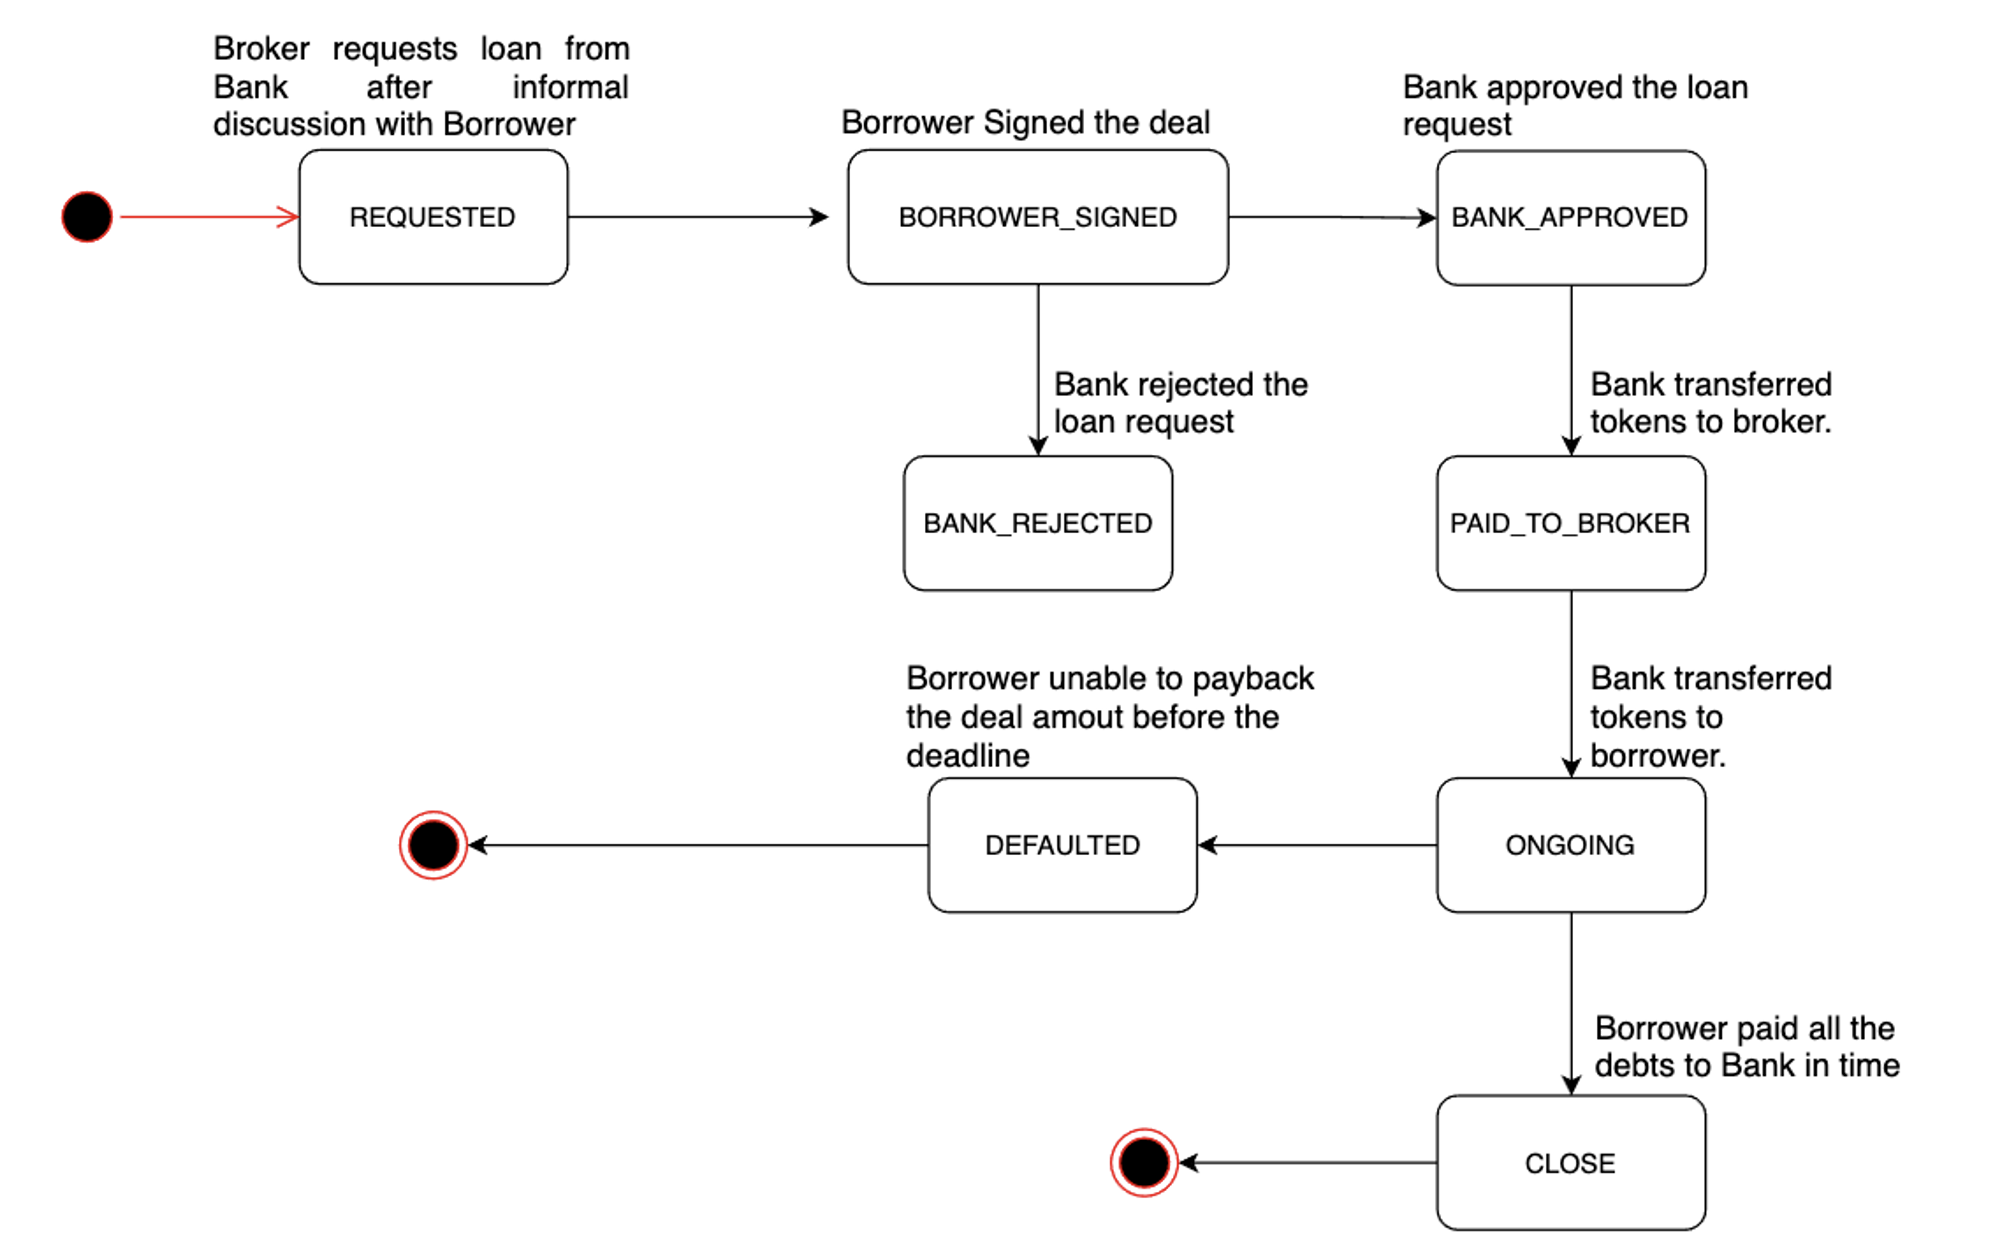 Broker requests loan from
Bank after informal
discussion with Borrower
REQUESTED
Borrower Signed the deal
BORROWER_SIGNED
Bank approved the loan
request
BANK_APPROVED
Bank rejected the
loan request
BANK_REJECTED
Bank transferred
tokens to broker.
PAID_TO_BROKER
Bank transferred
tokens to
borrower.
ONGOING
Borrower unable to payback
the deal amout before the
deadline
DEFAULTED
Borrower paid all the
debts to Bank in time
CLOSE